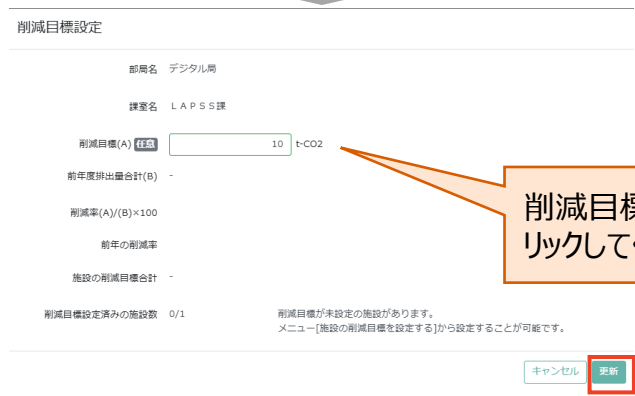 削減目標設定
部局名 デジタル局
課室名 ＬＡＰＳＳ課
削減目標(A) 任意 10 t-CO2
前年度排出量合計(B) -
削減率(A)/(B)×100
前年の削減率
施設の削減目標合計 -
削減目標設定済みの施設数 0/1 削減目標が未設定の施設があります。
メニュー[施設の削減目標を設定する]から設定することが可能です。
削減目
リックして
キャンセル 更新